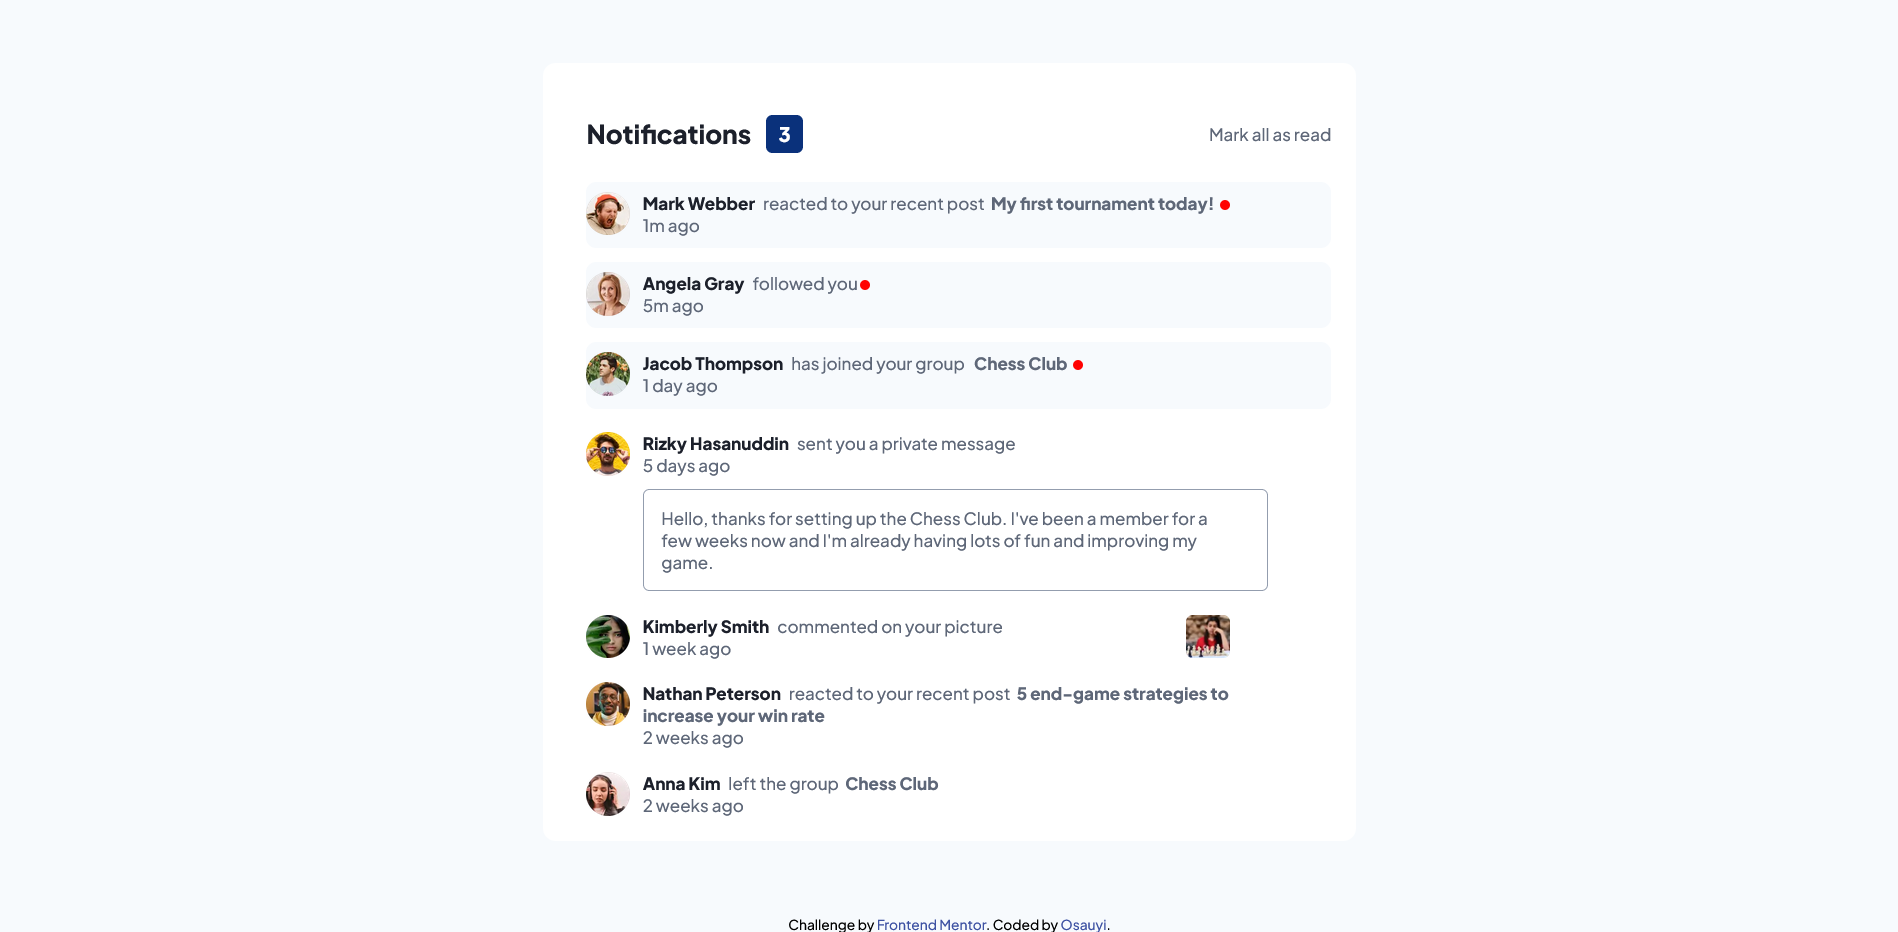 Notifications 3 Mark all as read
Mark Webber reacted to your recent post My first tournament today!
1m ago
Angela Gray followed you
5m ago
Jacob Thompson has joined your group Chess Club
1 day ago
Rizky Hasanuddin sent you a private message
5 days ago
Hello, thanks for setting up the Chess Club. I've been a member for a
few weeks now and I'm already having lots of fun and improving my
game.
Kimberly Smith commented on your picture
1 week ago
Nathan Peterson reacted to your recent post 5 end-game strategies to
increase your win rate
2 weeks ago
Anna Kim left the group Chess Club
2 weeks ago
Challenge by Frontend Mentor. Coded by Osauyi.